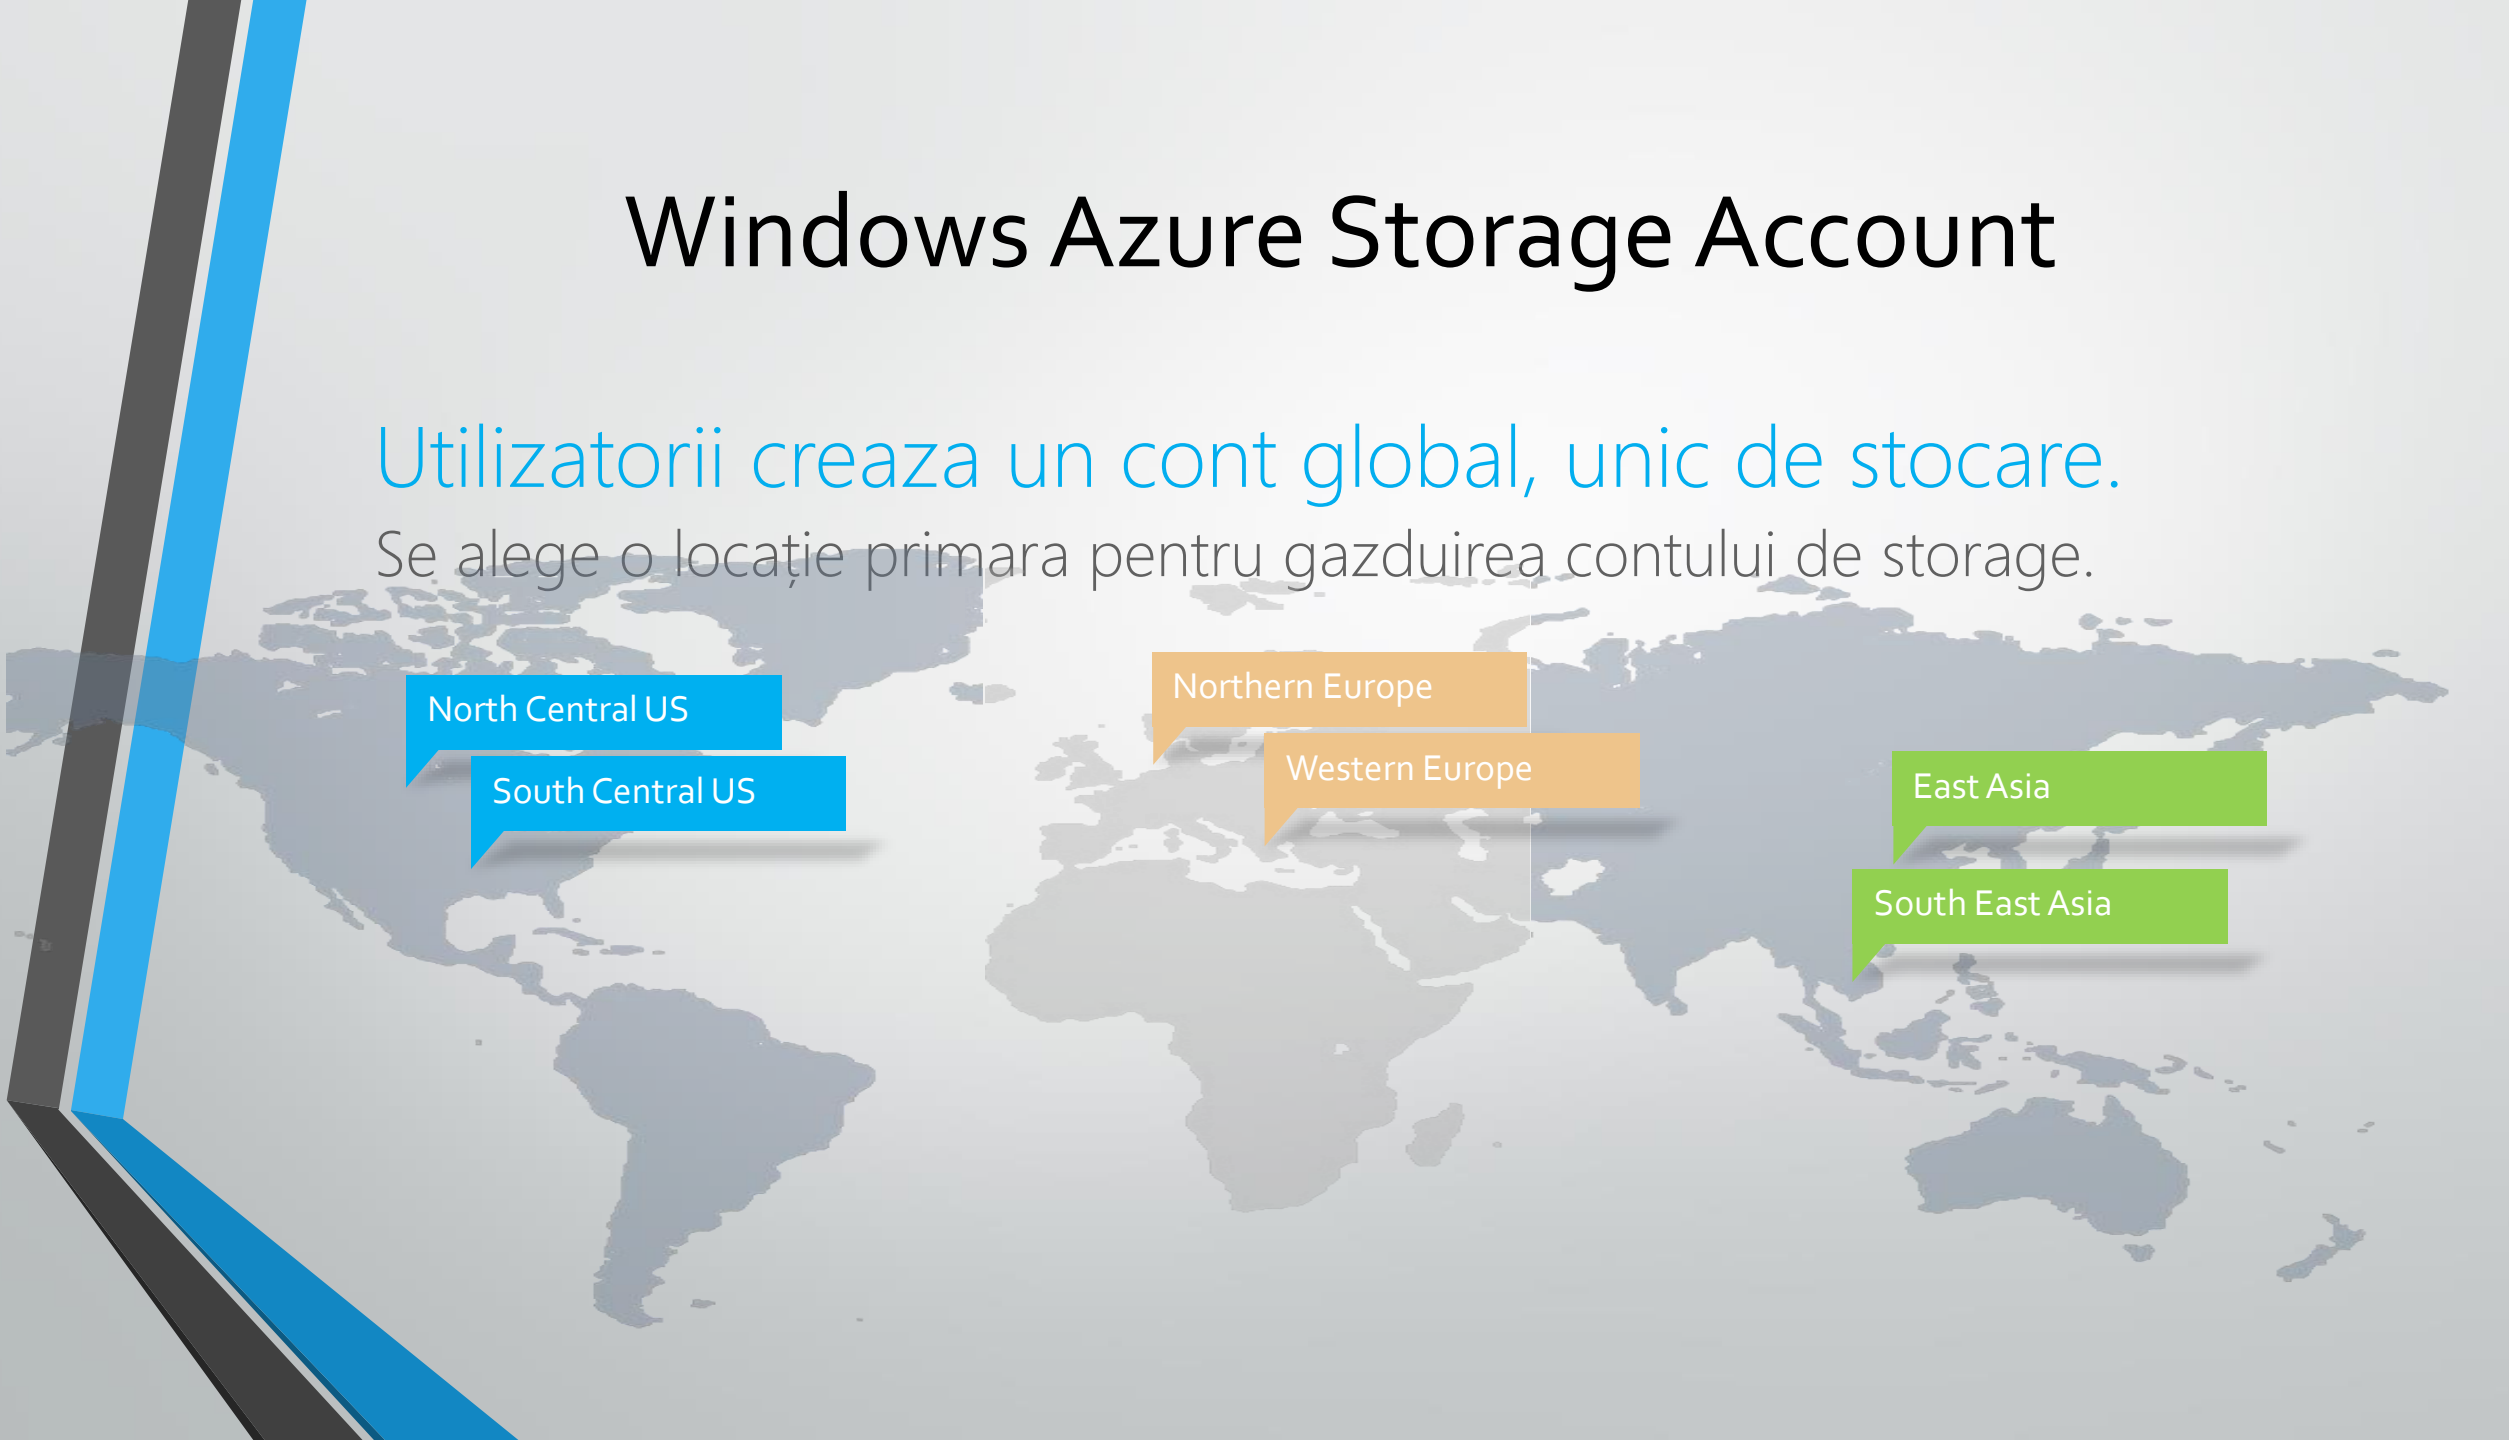 Windows Azure Storage Account
Utilizatorii creaza un cont global, unic de stocare.
Se alege o locație primara pentru gazduirea contului de storage.
North Central US
South Central US
Northern Europe
Western Europe
East Asia
South East Asia